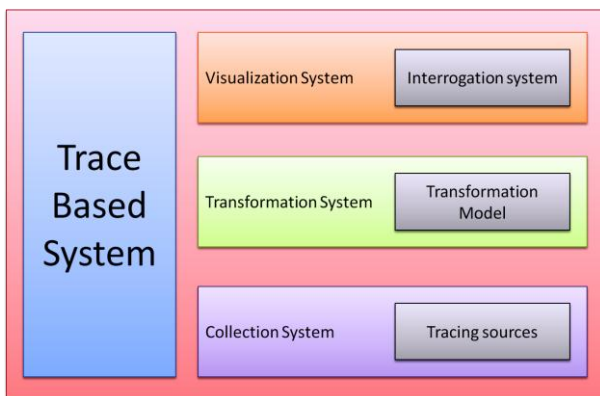 Trace
Based
System
Visualization System
Interrogation system
Transformation System
Transformation
Model
Collection System
Tracing sources